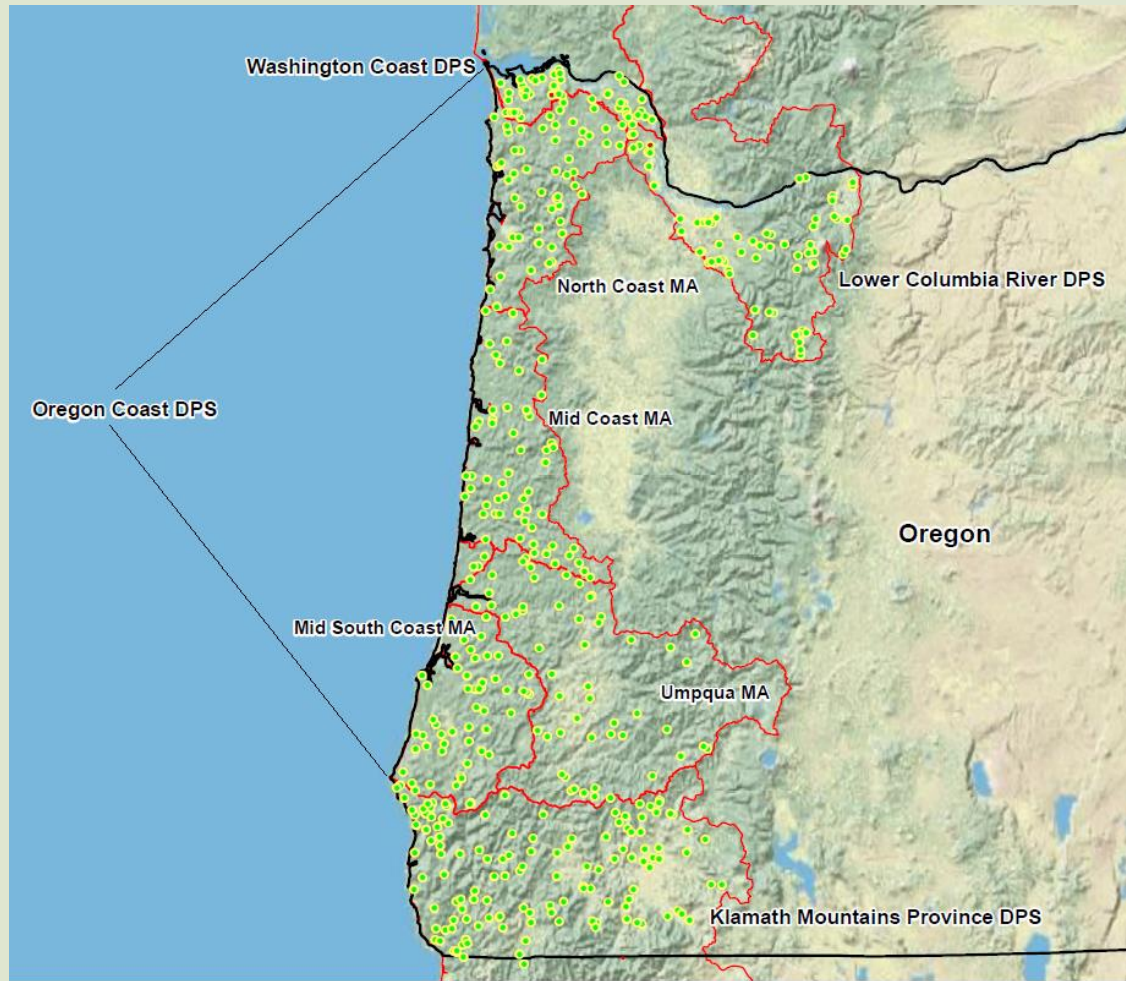 Washington Coast DPS
Lower Columbia River DPS
North Coast MA
Oregon Coast DPS
Mid Coast MA
Oregon
Mid South Coast MA
Umpqua MA
Klamath Mountains Province DPS